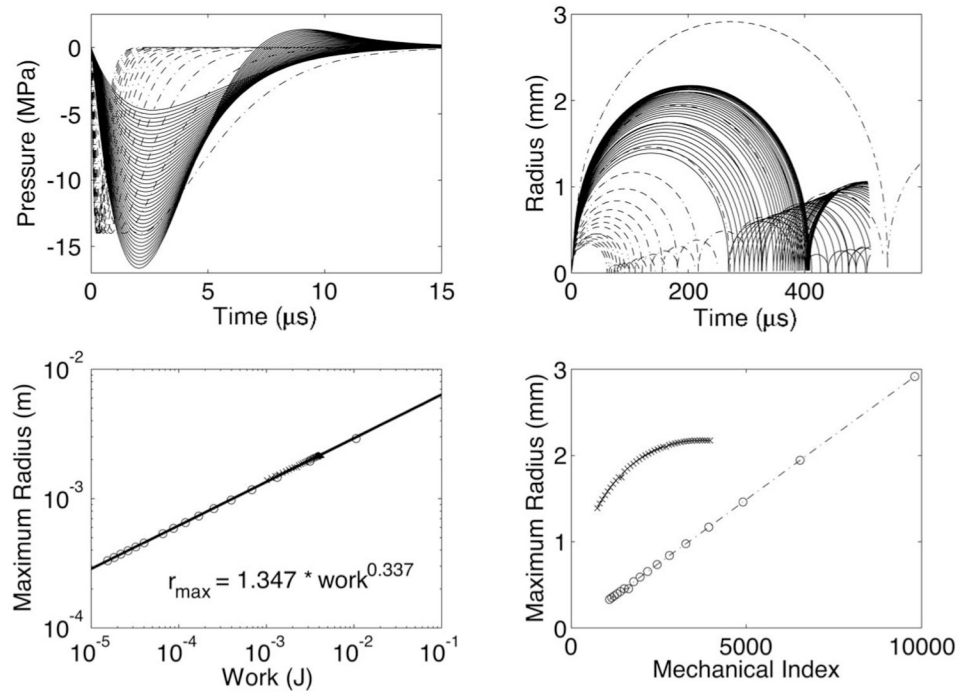 0
-5
-10
-15
Pressure (MPa)
0 5 10 15
Time (μs)
3
2
1
0
Radius (mm)
0 200 400
Time (μs)
10^-2
10^-3
10^-4
Maximum Radius (m)
r_max = 1.347 * work^0.337
10^-5 10^-4 10^-3 10^-2 10^-1
Work (J)
3
2
1
0
Maximum Radius (mm)
0 5000 10000
Mechanical Index